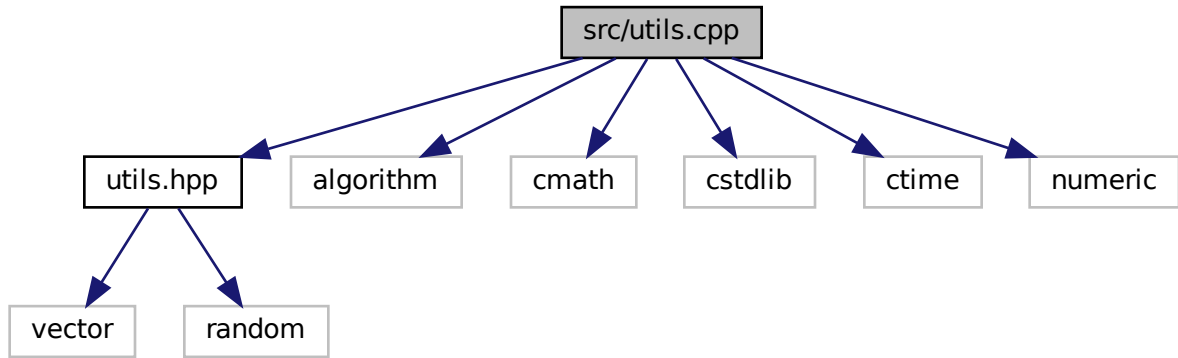 src/utils.cpp
utils.hpp
algorithm
cmath
cstdlib
ctime
numeric
vector
random